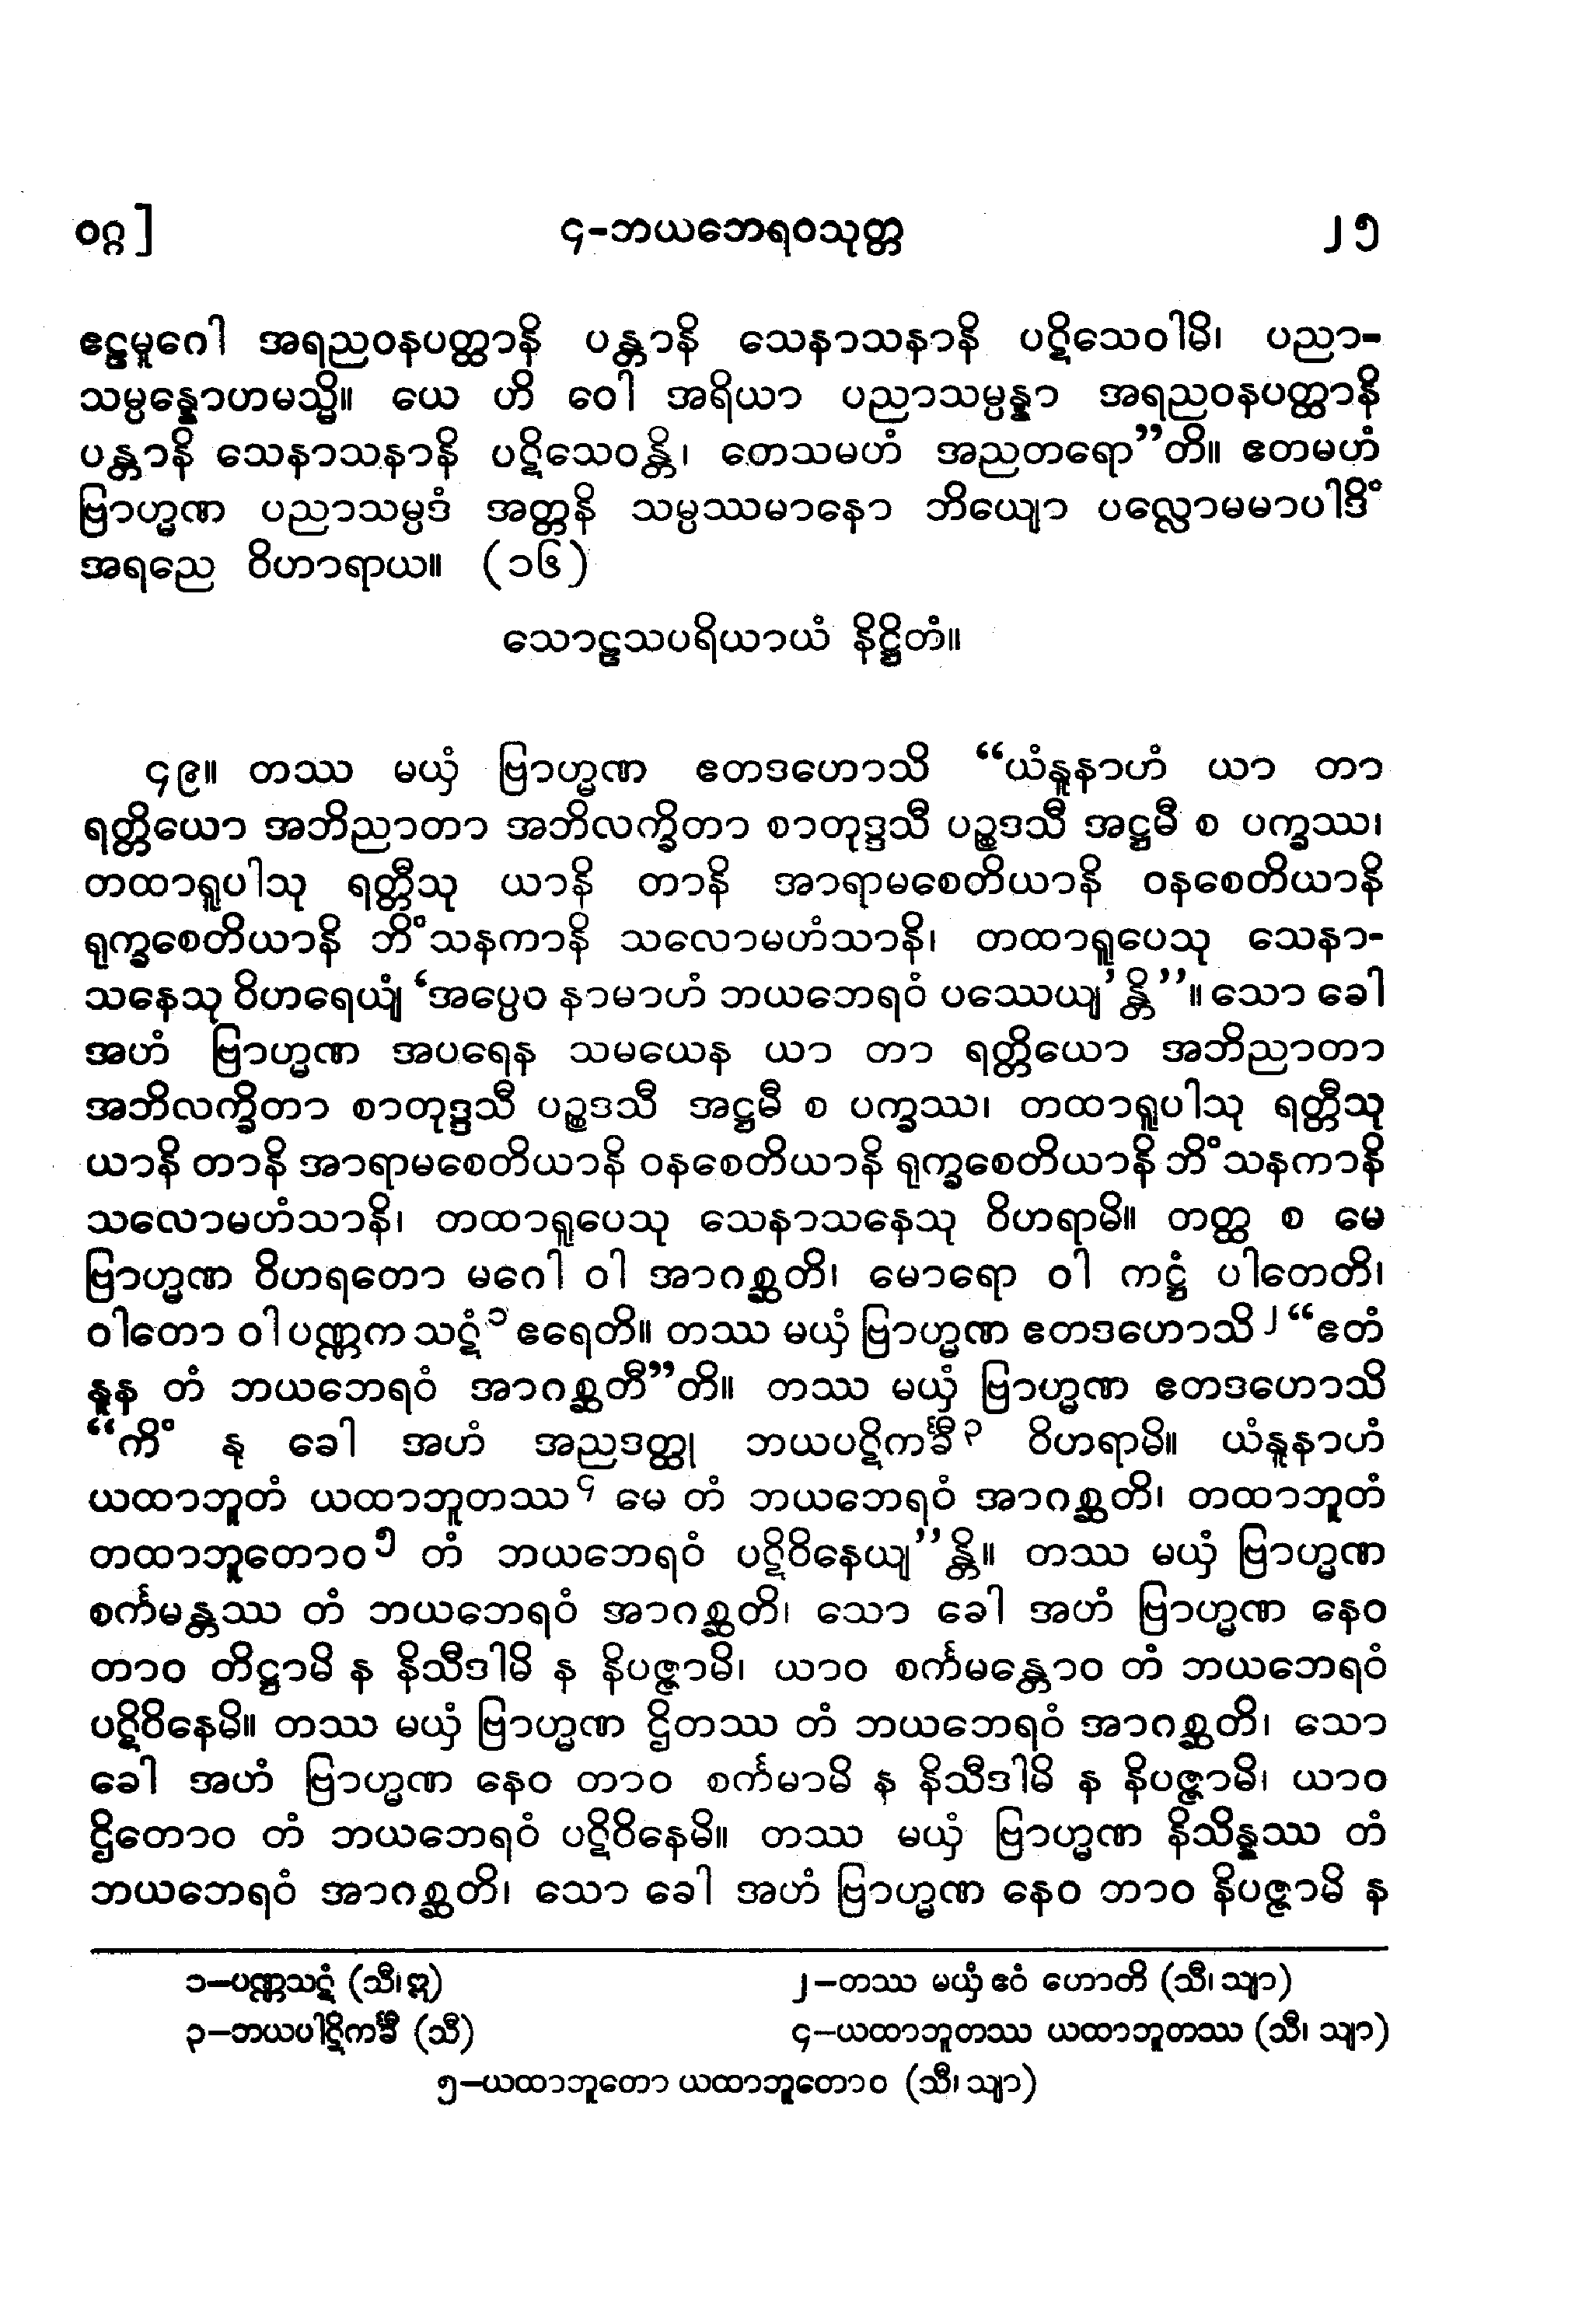 ဝဂ္ဂ] ၄-ဘယဘေရဝသုတ္တ ၂၅
ဧဠမူဂေါ အရညဝနပတ္ထာနိ ပန္တာနိ သေနာသနာနိ ပဋိသေဝါမိ၊ ပညာ-
သမ္ပန္နောဟမသ္မိ။ ယေ ဟိ ဝေါ အရိယာ ပညာသမ္ပန္နာ အရညဝနပတ္ထာနိ
ပန္တာနိ သေနာသနာနိ ပဋိသေဝန္တိ၊ တေသမဟံ အညတရော”တိ။ ဧတမဟံ
ဗြာဟ္မဏ ပညာသမ္ပဒံ အတ္တနိ သမ္ပဿမာနော ဘိယျော ပလ္လောမမာပါဒိံ
အရညေ ဝိဟာရာယ။ (၁၆)
သောဠသပရိယာယံ နိဋ္ဌိတံ။
၄၉။ တဿ မယှံ ဗြာဟ္မဏ ဧတဒဟောသိ “ယံနူနာဟံ ယာ တာ
ရတ္တိယော အဘိညာတာ အဘိလက္ခိတာ စာတုဒ္ဒသီ ပဉ္စဒသီ အဋ္ဌမီ စ ပက္ခဿ၊
တထာရူပါသု ရတ္တီသု ယာနိ တာနိ အာရာမစေတိယာနိ ဝနစေတိယာနိ
ရုက္ခစေတိယာနိ ဘိံသနကာနိ သလောမဟံသာနိ၊ တထာရူပေသု သေနာ-
သနေသု ဝိဟရေယျံ ‘အပ္ပေဝ နာမာဟံ ဘယဘေရဝံ ပဿေယျ’န္တိ”။ သော ခေါ
အဟံ ဗြာဟ္မဏ အပရေန သမယေန ယာ တာ ရတ္တိယော အဘိညာတာ
အဘိလက္ခိတာ စာတုဒ္ဒသီ ပဉ္စဒသီ အဋ္ဌမီ စ ပက္ခဿ၊ တထာရူပါသု ရတ္တီသု
ယာနိ တာနိ အာရာမစေတိယာနိ ဝနစေတိယာနိ ရုက္ခစေတိယာနိ ဘိံသနကာနိ
သလောမဟံသာနိ၊ တထာရူပေသု သေနာသနေသု ဝိဟရာမိ။ တတ္ထ စ မေ
ဗြာဟ္မဏ ဝိဟရတော မဂေါ ဝါ အာဂစ္ဆတိ၊ မောရော ဝါ ကဋ္ဌံ ပါတေတိ၊
ဝါတော ဝါ ပဏ္ဏကသဋံ၁ ဧရေတိ။ တဿ မယှံ ဗြာဟ္မဏ ဧတဒဟောသိ၂ “ဧတံ
နူန တံ ဘယဘေရဝံ အာဂစ္ဆတီ”တိ။ တဿ မယှံ ဗြာဟ္မဏ ဧတဒဟောသိ
“ကိံ နု ခေါ အဟံ အညဒတ္ထု ဘယပဋိကင်္ခီ၃ ဝိဟရာမိ။ ယံနူနာဟံ
ယထာဘူတံ ယထာဘူတဿ၄ မေ တံ ဘယဘေရဝံ အာဂစ္ဆတိ၊ တထာဘူတံ
တထာဘူတောဝ၅ တံ ဘယဘေရဝံ ပဋိဝိနေယျ”န္တိ။ တဿ မယှံ ဗြာဟ္မဏ
စင်္ကမန္တဿ တံ ဘယဘေရဝံ အာဂစ္ဆတိ၊ သော ခေါ အဟံ ဗြာဟ္မဏ နေဝ
တာဝ တိဋ္ဌာမိ န နိသီဒါမိ န နိပဇ္ဇာမိ၊ ယာဝ စင်္ကမန္တောဝ တံ ဘယဘေရဝံ
ပဋိဝိနေမိ။ တဿ မယှံ ဗြာဟ္မဏ ဌိတဿ တံ ဘယဘေရဝံ အာဂစ္ဆတိ၊ သော
ခေါ အဟံ ဗြာဟ္မဏ နေဝ တာဝ စင်္ကမာမိ န နိသီဒါမိ န နိပဇ္ဇာမိ၊ ယာဝ
ဌိတောဝ တံ ဘယဘေရဝံ ပဋိဝိနေမိ။ တဿ မယှံ ဗြာဟ္မဏ နိသိန္နဿ တံ
ဘယဘေရဝံ အာဂစ္ဆတိ၊ သော ခေါ အဟံ ဗြာဟ္မဏ နေဝ တာဝ နိပဇ္ဇာမိ န
၁–ပဏ္ဏသဋံ (သီ၊ဣ) ၂–တဿ မယှံ ဧဝံ ဟောတိ (သီ၊ သျာ)
၃–ဘယပါဋိကင်္ခီ (သီ) ၄–ယထာဘူတဿ ယထာဘူတဿ (သီ၊ သျာ)
၅–ယထာဘူတော ယထာဘူတောဝ (သီ၊ သျာ)